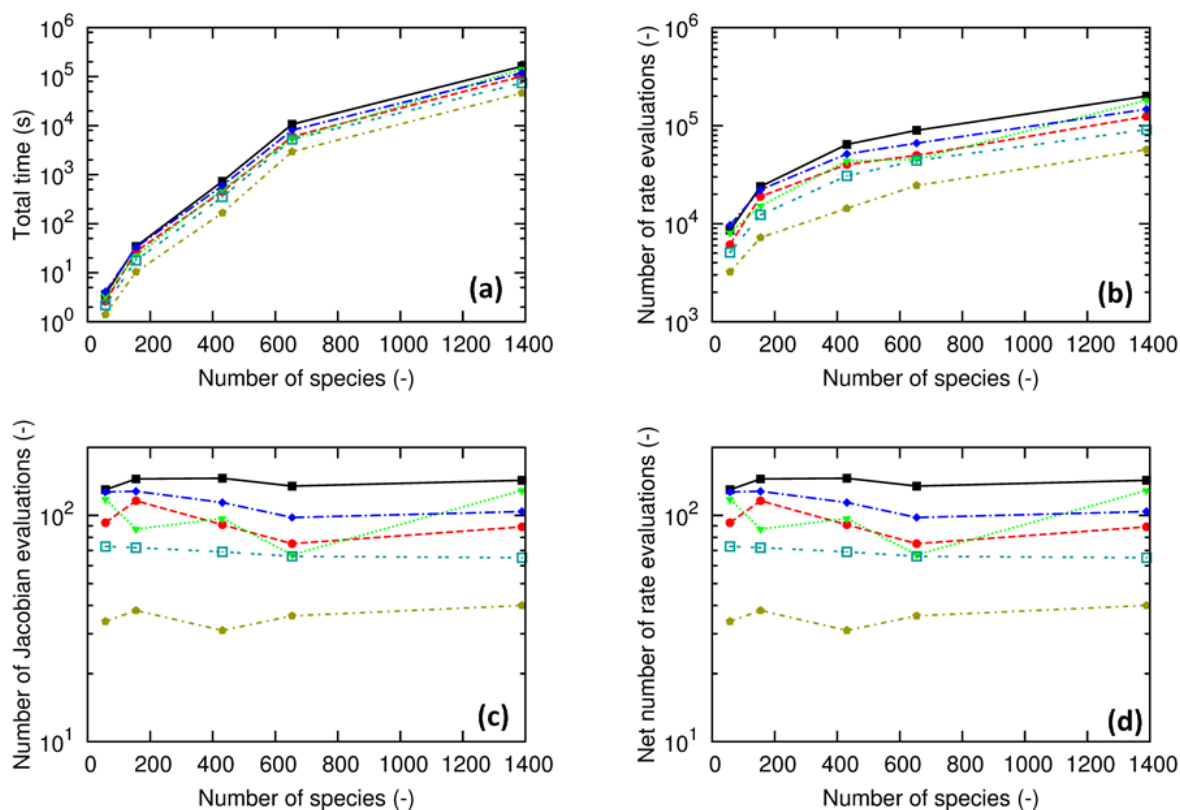 Total time (s)
10^6
10^5
10^4
10^3
10^2
10^1
10^0
(a)
0 200 400 600 800 1000 1200 1400
Number of species (-)
Number of rate evaluations (-)
10^6
10^5
10^4
10^3
(b)
0 200 400 600 800 1000 1200 1400
Number of species (-)
Number of Jacobian evaluations (-)
10^2
10^1
(c)
0 200 400 600 800 1000 1200 1400
Number of species (-)
Net number of rate evaluations (-)
10^2
10^1
(d)
0 200 400 600 800 1000 1200 1400
Number of species (-)